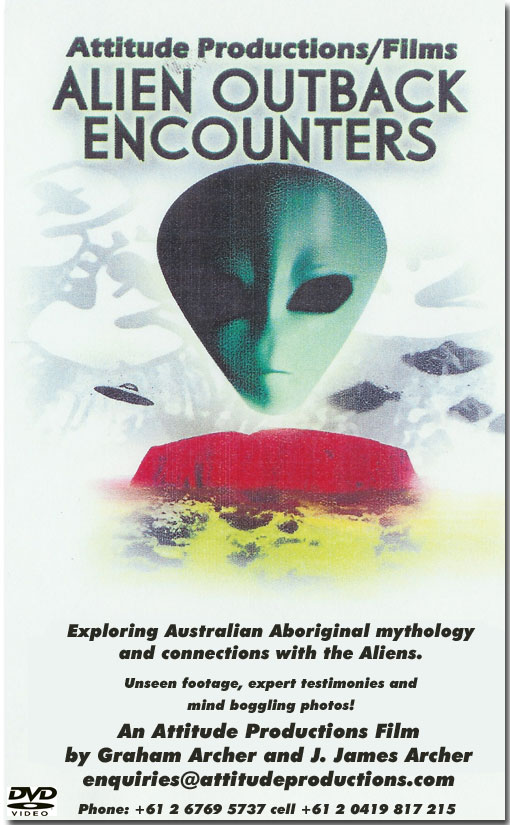 Attitude Productions/Films
ALIEN OUTBACK
ENCOUNTERS
Exploring Australian Aboriginal mythology
and connections with the Aliens.
Unseen footage, expert testimonies and
mind boggling photos!
An Attitude Productions Film
by Graham Archer and J. James Archer
enquiries@attitudeproductions.com
DVD
VIDEO
Phone: +61 2 6769 5737 cell +61 2 0419 817 215